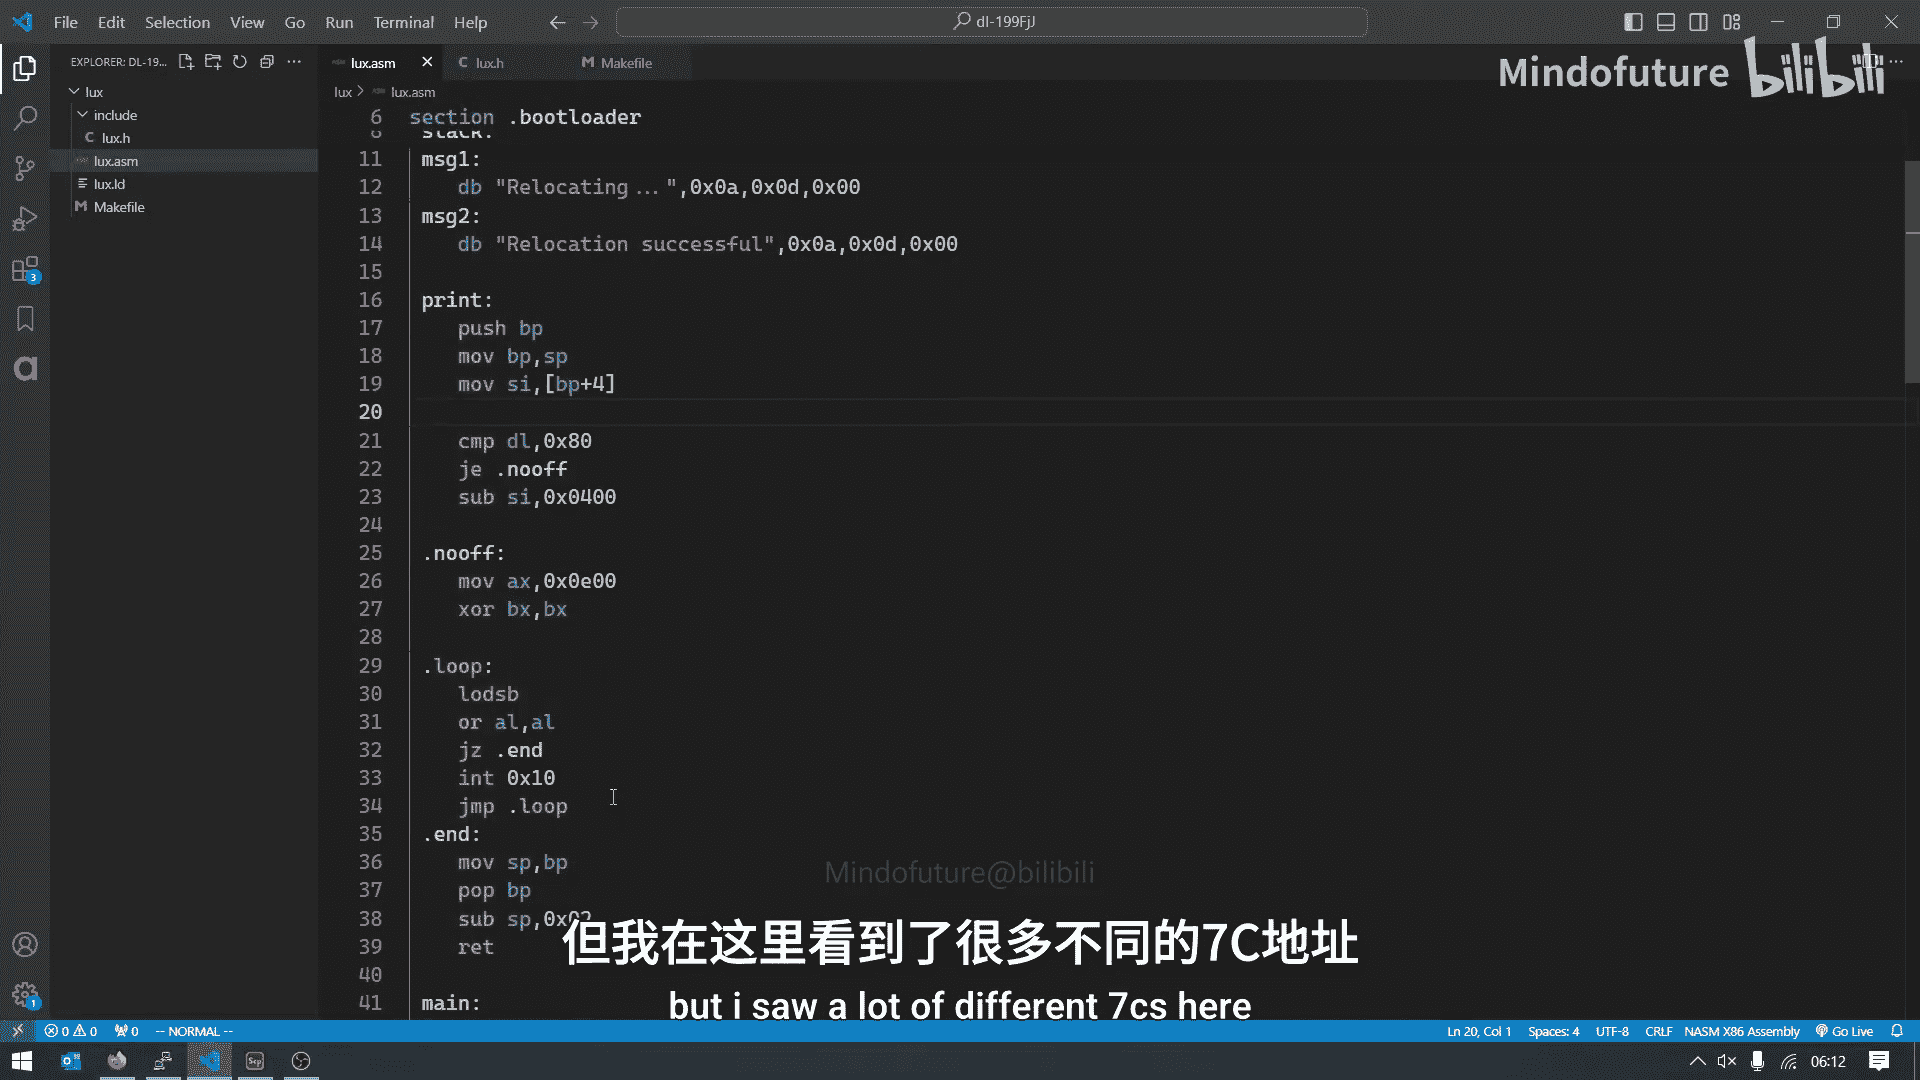 File Edit Selection View Go Run Terminal Help
dl-199FjJ
EXPLORER: DL-19...
lux.asm
lux.h
Makefile
Mindofuture bilibili
lux
include
lux.h
lux.asm
lux.ld
Makefile
lux > lux.asm
6 section .bootloader
8 stack:
11 msg1:
12 db "Relocating...",0x0a,0x0d,0x00
13 msg2:
14 db "Relocation successful",0x0a,0x0d,0x00
15
16 print:
17 push bp
18 mov bp,sp
19 mov si,[bp+4]
20
21 cmp dl,0x80
22 je .nooff
23 sub si,0x0400
24
25 .nooff:
26 mov ax,0x0e00
27 xor bx,bx
28
29 .loop:
30 lodsb
31 or al,al
32 jz .end
33 int 0x10
34 jmp .loop
35 .end:
36 mov sp,bp
37 pop bp
38 sub sp,0x02
39 ret
40
41 main:
3
a
1
Mindofuture@bilibili
但我在这里看到了很多不同的7C地址
but i saw a lot of different 7cs here
0 0 0 -- NORMAL --
Ln 20, Col 1 Spaces: 4 UTF-8 CRLF NASM X86 Assembly Go Live
06:12